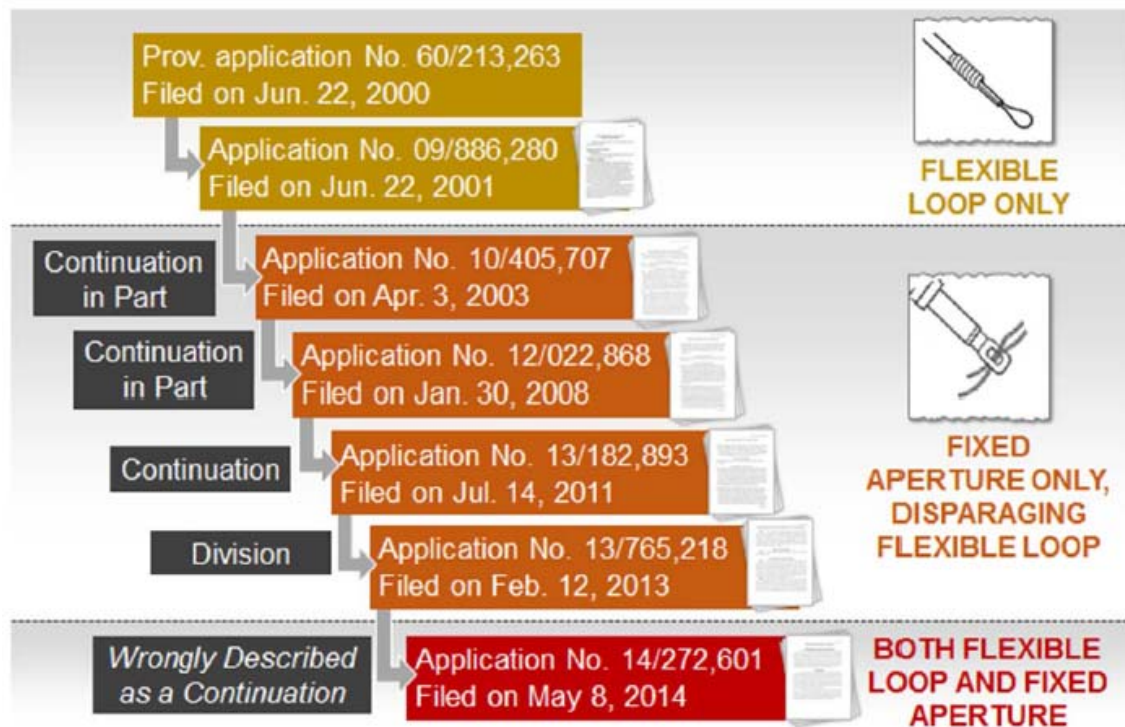 Prov. application No. 60/213,263
Filed on Jun. 22, 2000
Application No. 09/886,280
Filed on Jun. 22, 2001
FLEXIBLE
LOOP ONLY
Continuation
in Part
Application No. 10/405,707
Filed on Apr. 3, 2003
Continuation
in Part
Application No. 12/022,868
Filed on Jan. 30, 2008
Continuation
Application No. 13/182,893
Filed on Jul. 14, 2011
Division
Application No. 13/765,218
Filed on Feb. 12, 2013
FIXED
APERTURE ONLY,
DISPARAGING
FLEXIBLE LOOP
Wrongly Described
as a Continuation
Application No. 14/272,601
Filed on May 8, 2014
BOTH FLEXIBLE
LOOP AND FIXED
APERTURE